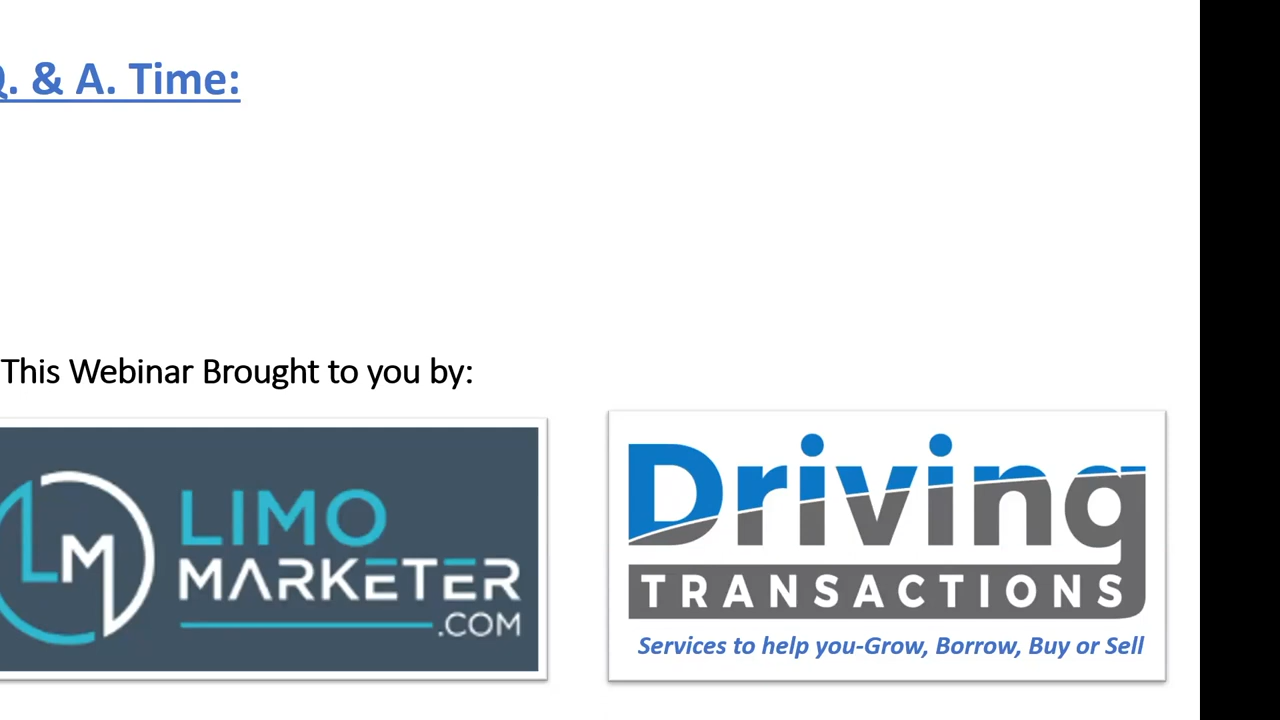 Q. & A. Time:
This Webinar Brought to you by:
LM
LIMO
MARKETER
.COM
Driving
TRANSACTIONS
Services to help you-Grow, Borrow, Buy or Sell